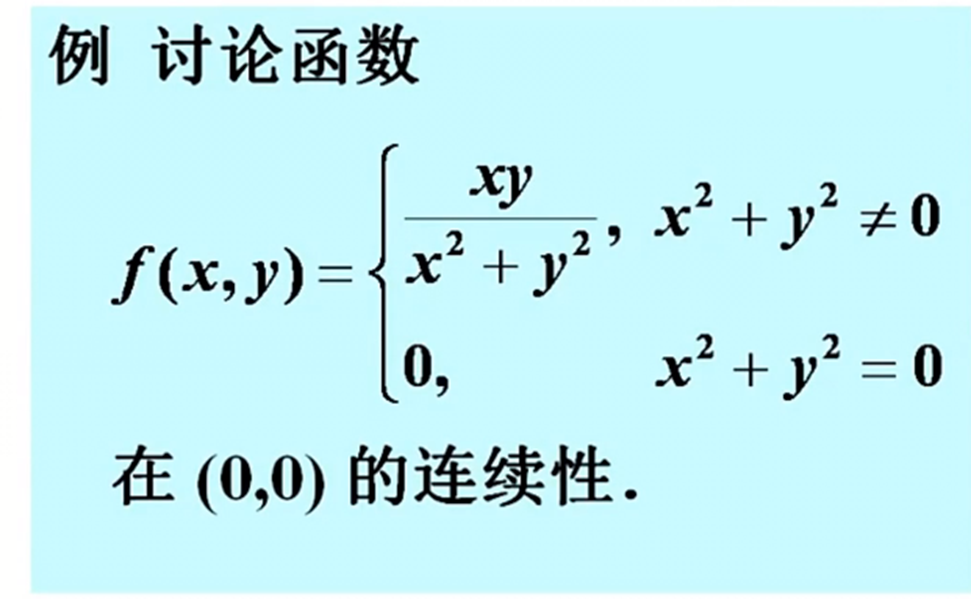 例 讨论函数
f(x,y) = { xy / (x² + y²), x² + y² ≠ 0
0, x² + y² = 0
在 (0,0) 的连续性.